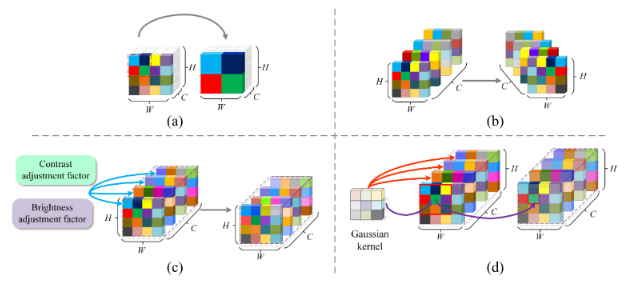 H
H
W
C
W
C
(a)
H
W
C
C
W
H
(b)
Contrast
adjustment factor
Brightness
adjustment factor
H
W
C
W
C
H
(c)
Gaussian
kernel
H
W
C
H
W
C
(d)